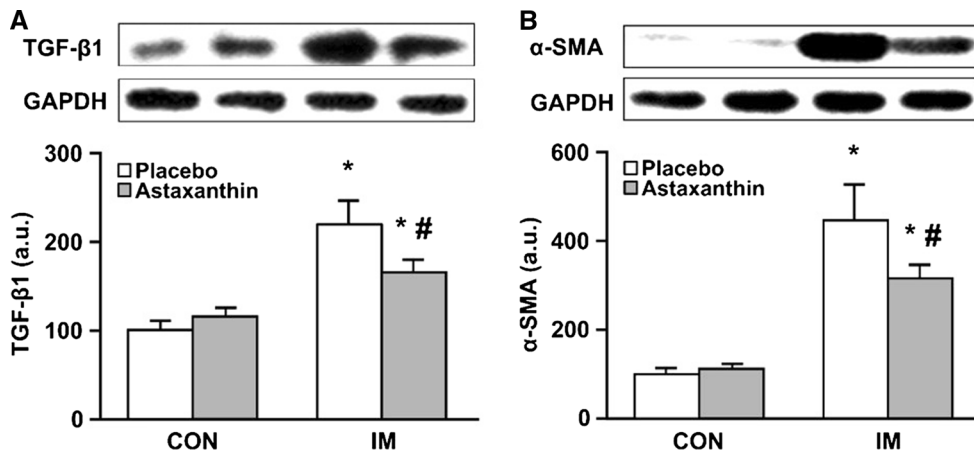 A
TGF-β1
GAPDH
300
200
100
0
TGF-β1 (a.u.)
Placebo
Astaxanthin
*
* #
CON IM
B
α-SMA
GAPDH
600
400
200
0
α-SMA (a.u.)
Placebo
Astaxanthin
*
* #
CON IM